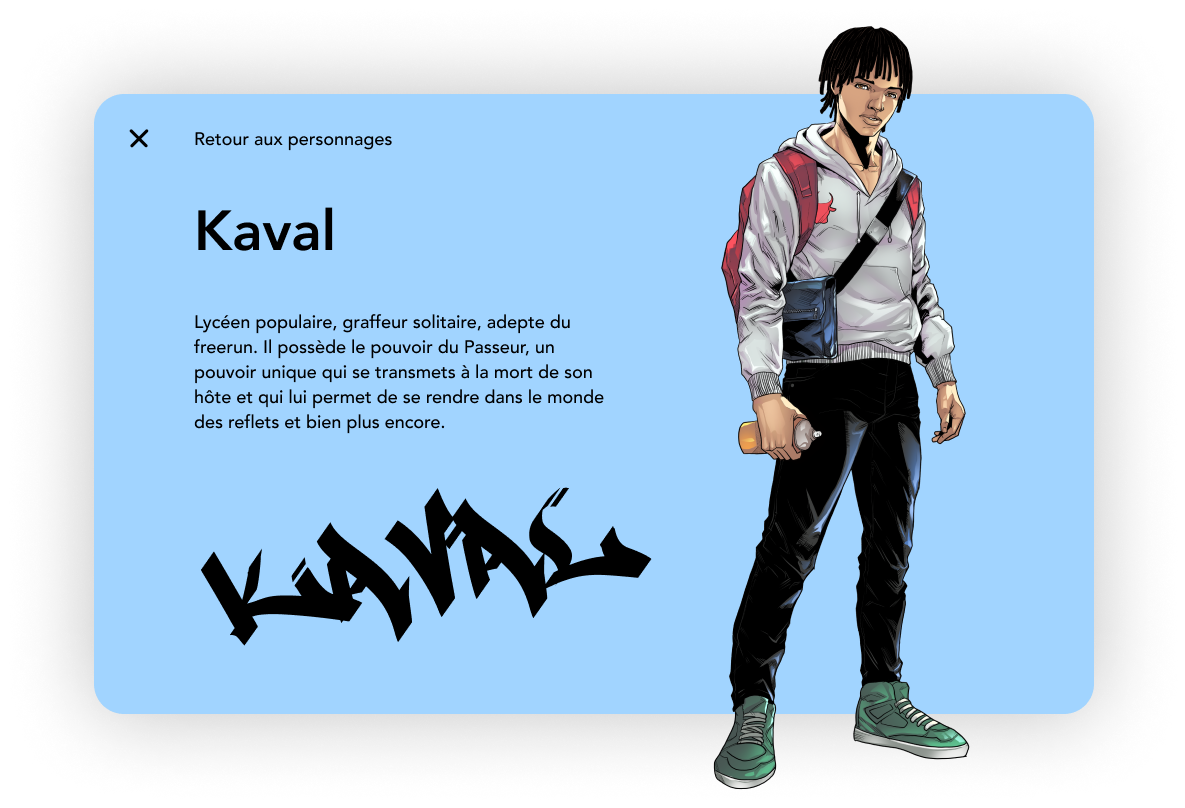 Retour aux personnages
Kaval
Lycéen populaire, graffeur solitaire, adepte du
freerun. Il possède le pouvoir du Passeur, un
pouvoir unique qui se transmets à la mort de son
hôte et qui lui permet de se rendre dans le monde
des reflets et bien plus encore.
KAVAL